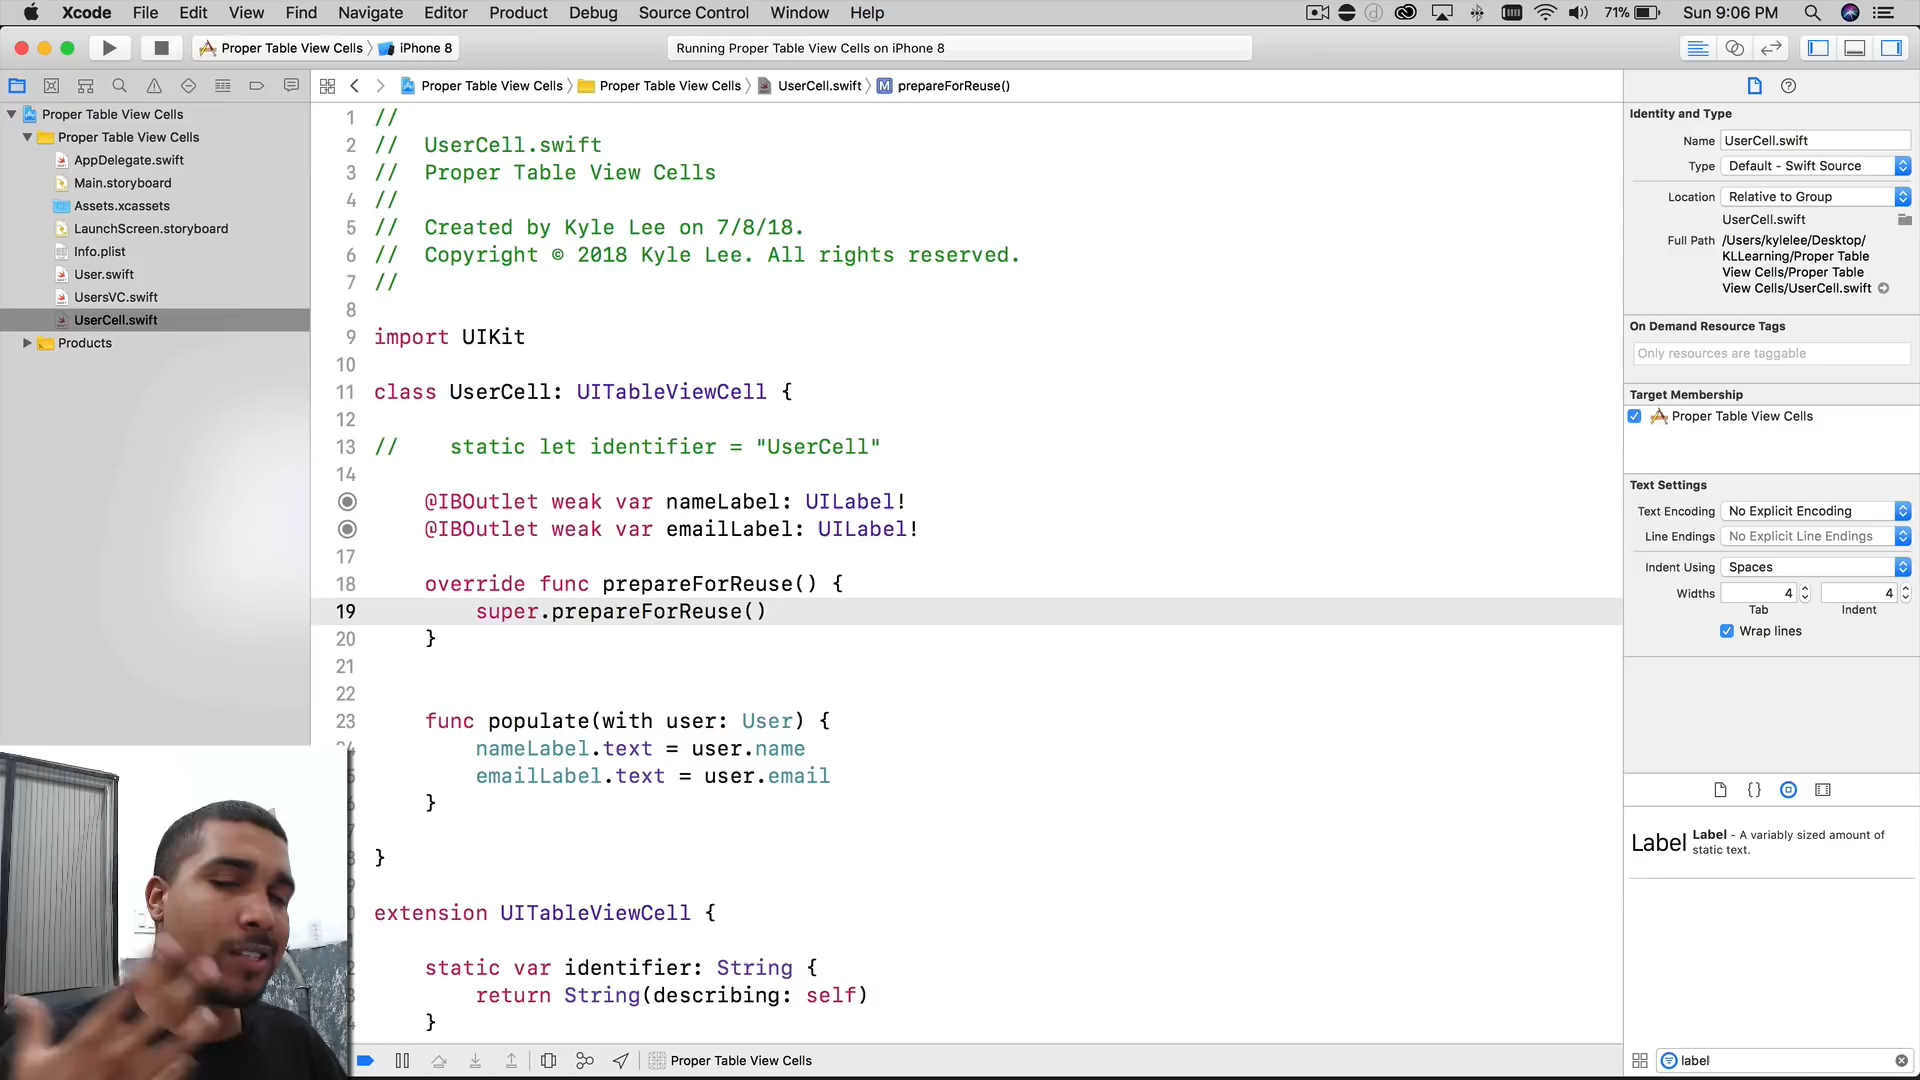 Xcode File Edit View Find Navigate Editor Product Debug Source Control Window Help 71% Sun 9:06 PM
Proper Table View Cells iPhone 8 Running Proper Table View Cells on iPhone 8
Proper Table View Cells Proper Table View Cells UserCell.swift M prepareForReuse()
Proper Table View Cells
Proper Table View Cells
AppDelegate.swift
Main.storyboard
Assets.xcassets
LaunchScreen.storyboard
Info.plist
User.swift
UsersVC.swift
UserCell.swift
Products
1 //
2 // UserCell.swift
3 // Proper Table View Cells
4 //
5 // Created by Kyle Lee on 7/8/18.
6 // Copyright © 2018 Kyle Lee. All rights reserved.
7 //
8
9 import UIKit
10
11 class UserCell: UITableViewCell {
12
13 // static let identifier = "UserCell"
14
@IBOutlet weak var nameLabel: UILabel!
@IBOutlet weak var emailLabel: UILabel!
17
18 override func prepareForReuse() {
19 super.prepareForReuse()
20 }
21
22
23 func populate(with user: User) {
nameLabel.text = user.name
emailLabel.text = user.email
}
}
extension UITableViewCell {
static var identifier: String {
return String(describing: self)
}
Proper Table View Cells
Identity and Type
Name UserCell.swift
Type Default - Swift Source
Location Relative to Group
UserCell.swift
Full Path /Users/kylelee/Desktop/
KLLearning/Proper Table
View Cells/Proper Table
View Cells/UserCell.swift
On Demand Resource Tags
Only resources are taggable
Target Membership
Proper Table View Cells
Text Settings
Text Encoding No Explicit Encoding
Line Endings No Explicit Line Endings
Indent Using Spaces
Widths 4 4
Tab Indent
Wrap lines
Label Label - A variably sized amount of
static text.
label